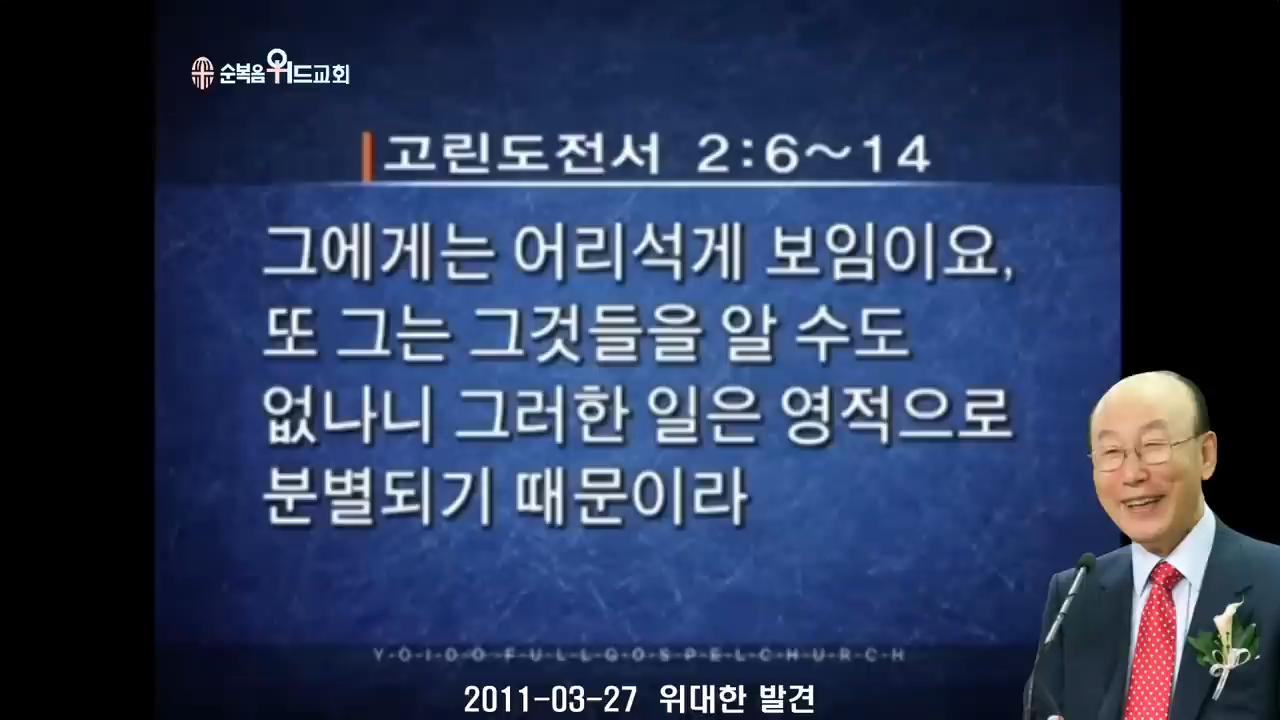 순복음워드교회
고린도전서 2:6~14
그에게는 어리석게 보임이요,
또 그는 그것들을 알 수도
없나니 그러한 일은 영적으로
분별되기 때문이라
Y-O-I-D-O-F-U-L-L-G-O-S-P-E-L-C-H-U-R-C-H
2011-03-27 위대한 발견